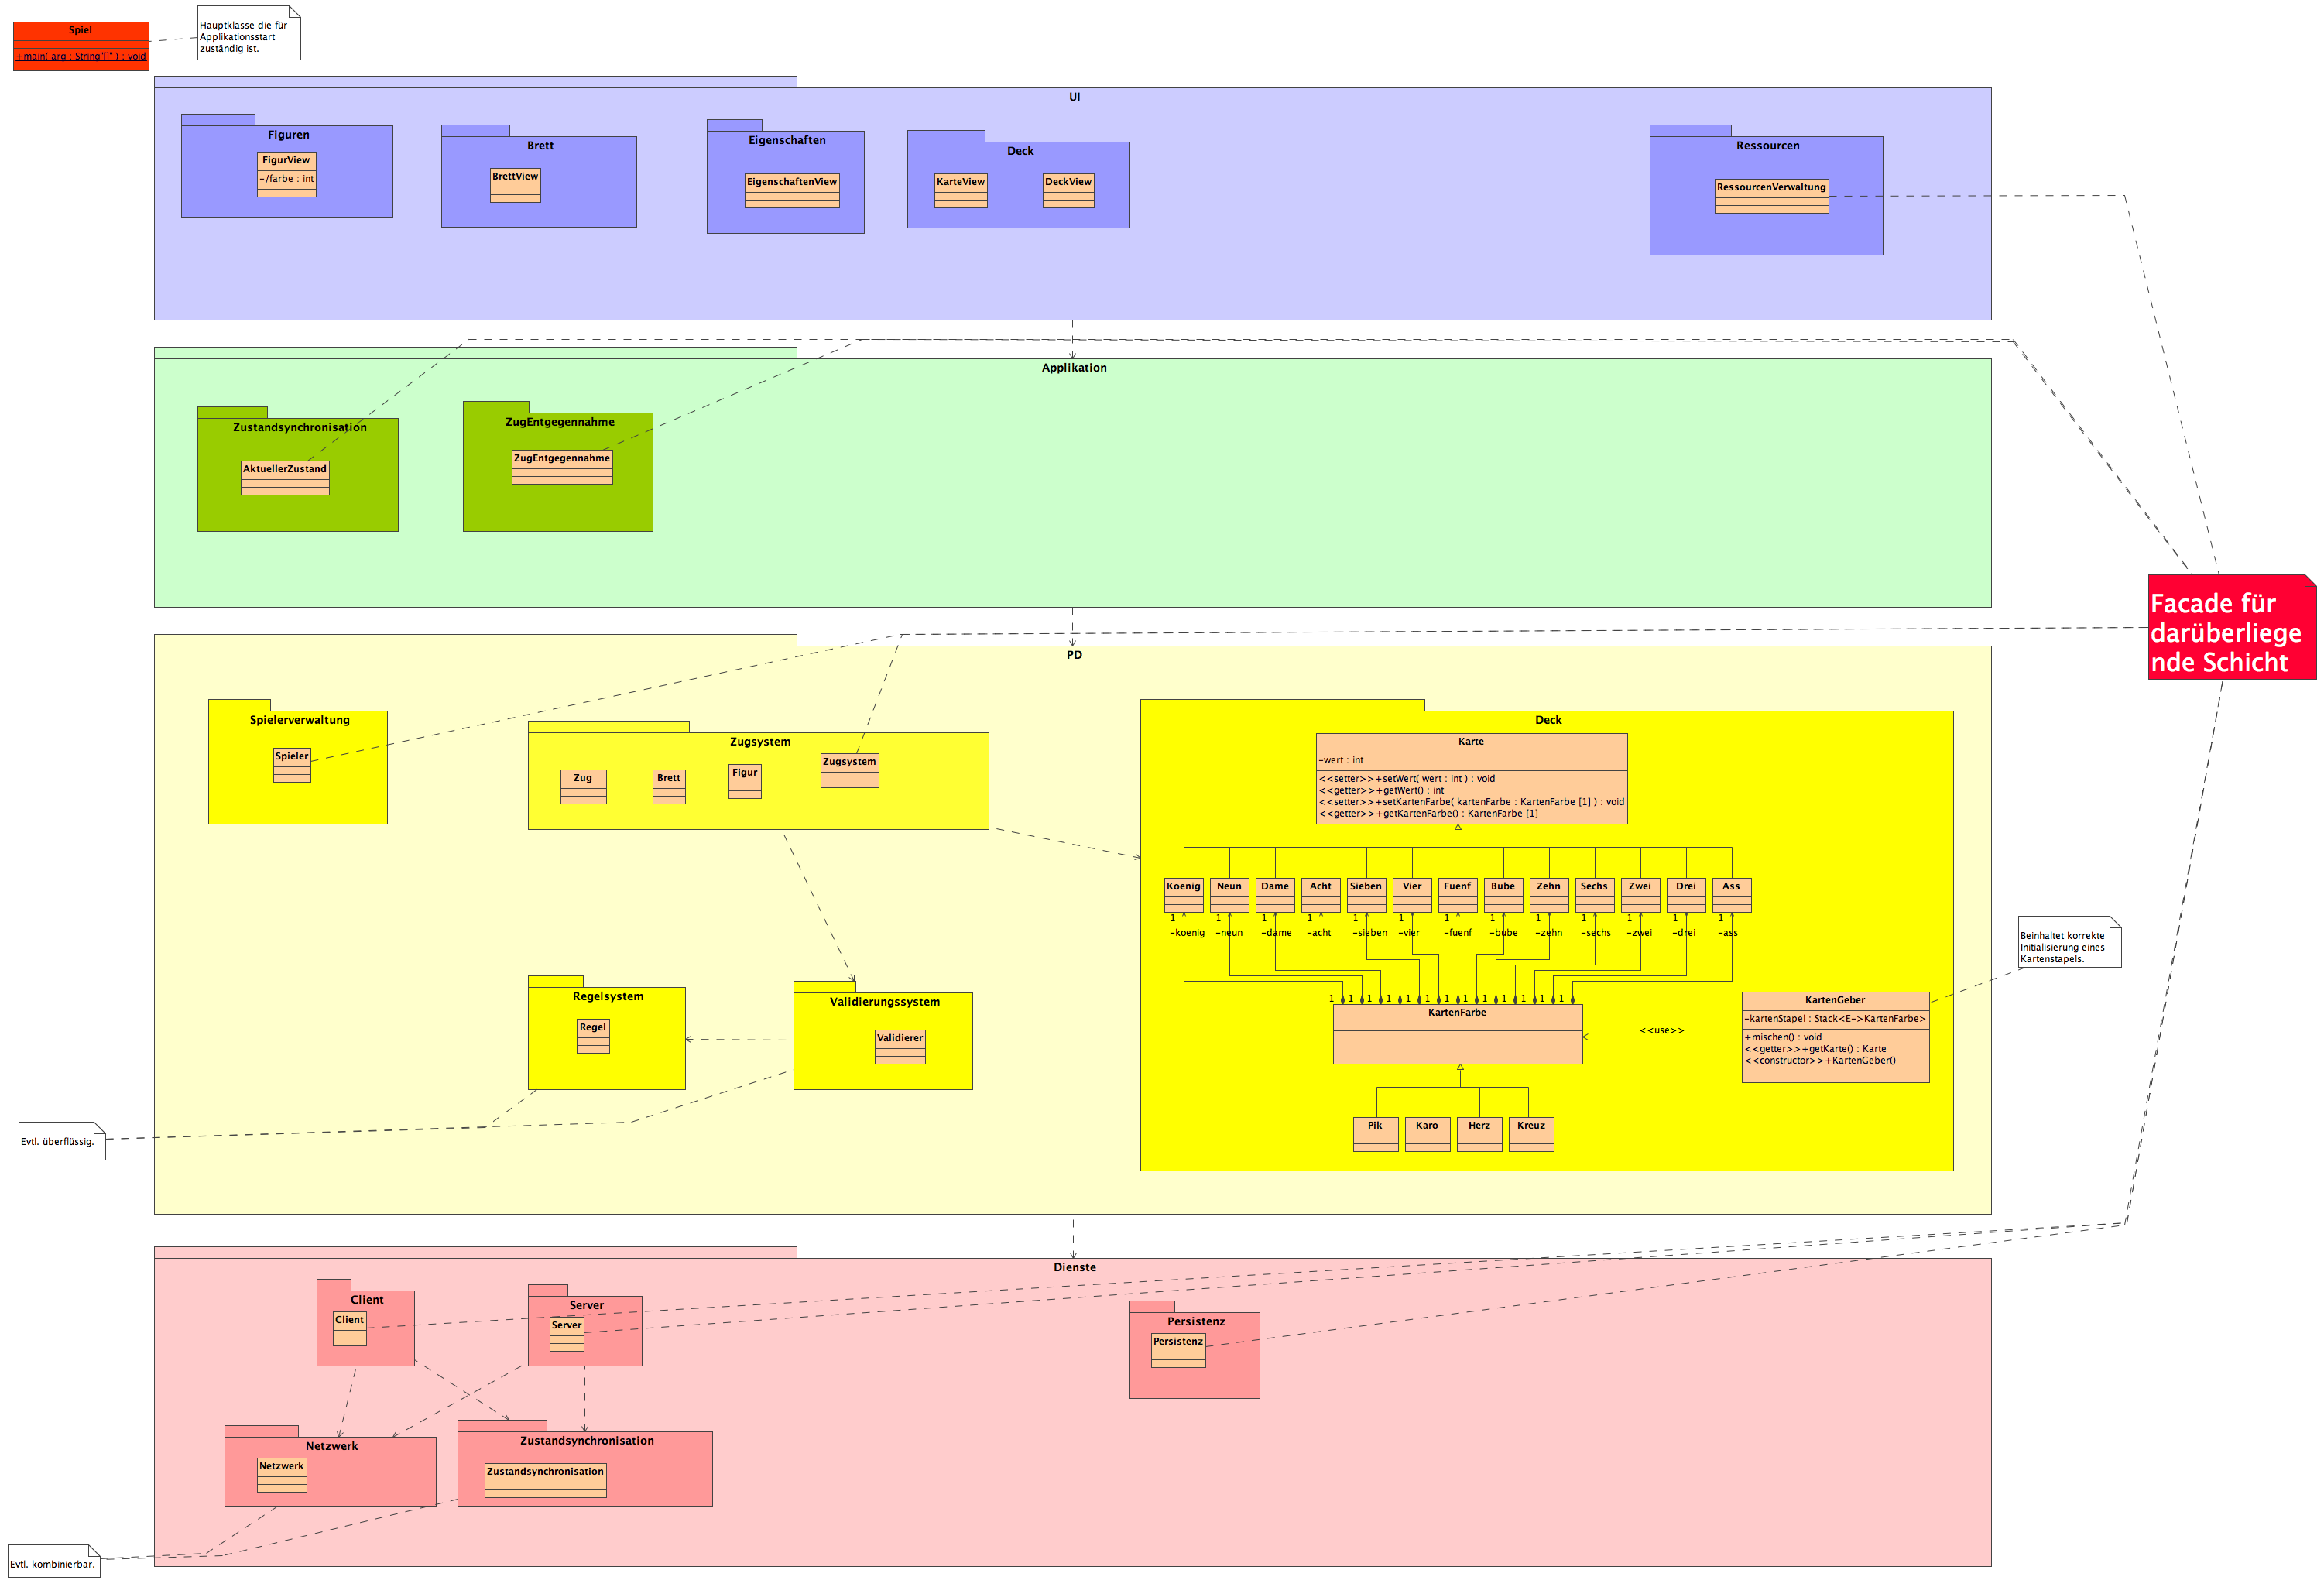 Spiel
+main( arg : String"[]" ) : void
Hauptklasse die für
Applikationsstart
zuständig ist.
UI
Figuren
FigurView
-/farbe : int
Brett
BrettView
Eigenschaften
EigenschaftenView
Deck
KarteView
DeckView
Ressourcen
RessourcenVerwaltung
Applikation
Zustandsynchronisation
AktuellerZustand
ZugEntgegennahme
ZugEntgegennahme
Facade für
darüberliege
nde Schicht
PD
Spielerverwaltung
Spieler
Zugsystem
Zug
Brett
Figur
Zugsystem
Deck
Karte
-wert : int
<<setter>>+setWert( wert : int ) : void
<<getter>>+getWert() : int
<<setter>>+setKartenFarbe( kartenFarbe : KartenFarbe [1] ) : void
<<getter>>+getKartenFarbe() : KartenFarbe [1]
Koenig Neun Dame Acht Sieben Vier Fuenf Bube Zehn Sechs Zwei Drei Ass
1 1 1 1 1 1 1 1 1 1 1 1 1
-koenig -neun -dame -acht -sieben -vier -fuenf -bube -zehn -sechs -zwei -drei -ass
1 1 1 1 1 1 1 1 1 1 1 1 1
KartenFarbe
<<use>>
KartenGeber
-kartenStapel : Stack<E->KartenFarbe>
+mischen() : void
<<getter>>+getKarte() : Karte
<<constructor>>+KartenGeber()
Beinhaltet korrekte
Initialisierung eines
Kartenstapels.
Pik Karo Herz Kreuz
Regelsystem
Regel
Validierungssystem
Validierer
Evtl. überflüssig.
Dienste
Client
Client
Server
Server
Persistenz
Persistenz
Netzwerk
Netzwerk
Zustandsynchronisation
Zustandsynchronisation
Evtl. kombinierbar.